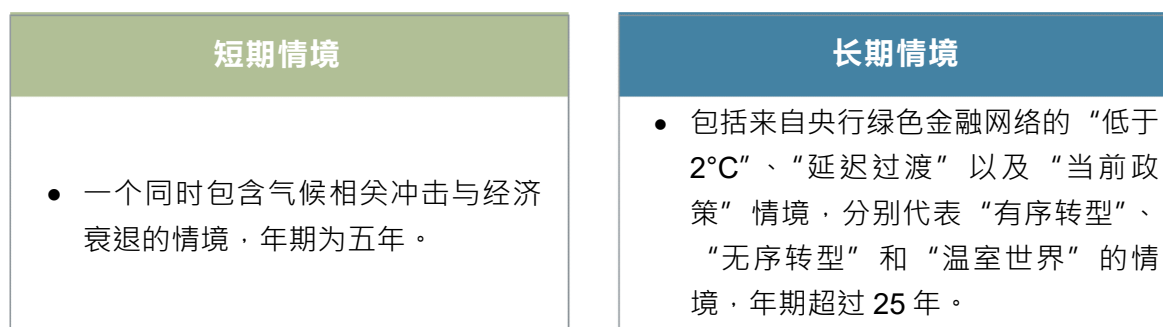 短期情境
● 一个同时包含气候相关冲击与经济
衰退的情境，年期为五年。
长期情境
● 包括来自央行绿色金融网络的“低于
2°C”、“延迟过渡”以及“当前政
策”情境，分别代表“有序转型”、
“无序转型”和“温室世界”的情
境，年期超过 25 年。